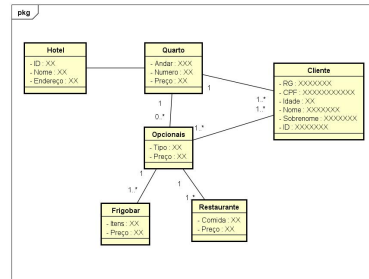 pkg
Hotel
- ID : XX
- Nome : XX
- Endereço : XX
Quarto
- Andar : XXX
- Numero : XX
- Preço : XX
Cliente
- RG : XXXXXXX
- CPF : XXXXXXXXXXX
- Idade : XX
- Nome : XXXXXXX
- Sobrenome : XXXXXXX
- ID : XXXXXXX
1
1
1..*
0..*
1..*
Opcionais
- Tipo : XX
- Preço : XX
1
1
1..*
1..*
Frigobar
- Itens : XX
- Preço : XX
Restaurante
- Comida : XX
- Preço : XX